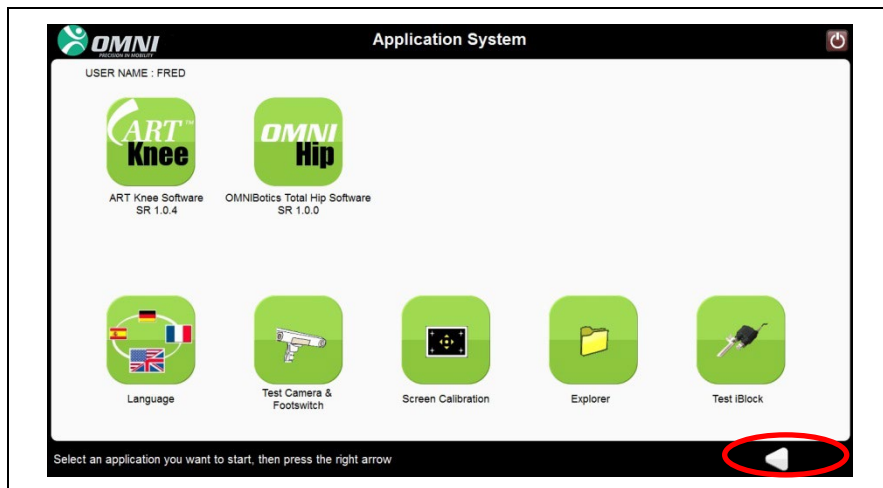 OMNI
PRECISION IN MOBILITY
Application System
USER NAME : FRED
ART™
Knee
OMNI
Hip
ART Knee Software
SR 1.0.4
OMNIBotics Total Hip Software
SR 1.0.0
Language
Test Camera &
Footswitch
Screen Calibration
Explorer
Test iBlock
Select an application you want to start, then press the right arrow